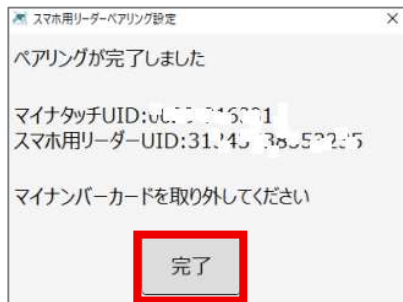 スマホ用リーダーペアリング設定
ペアリングが完了しました
マイナタッチUID:
スマホ用リーダーUID:
マイナンバーカードを取り外してください
完了